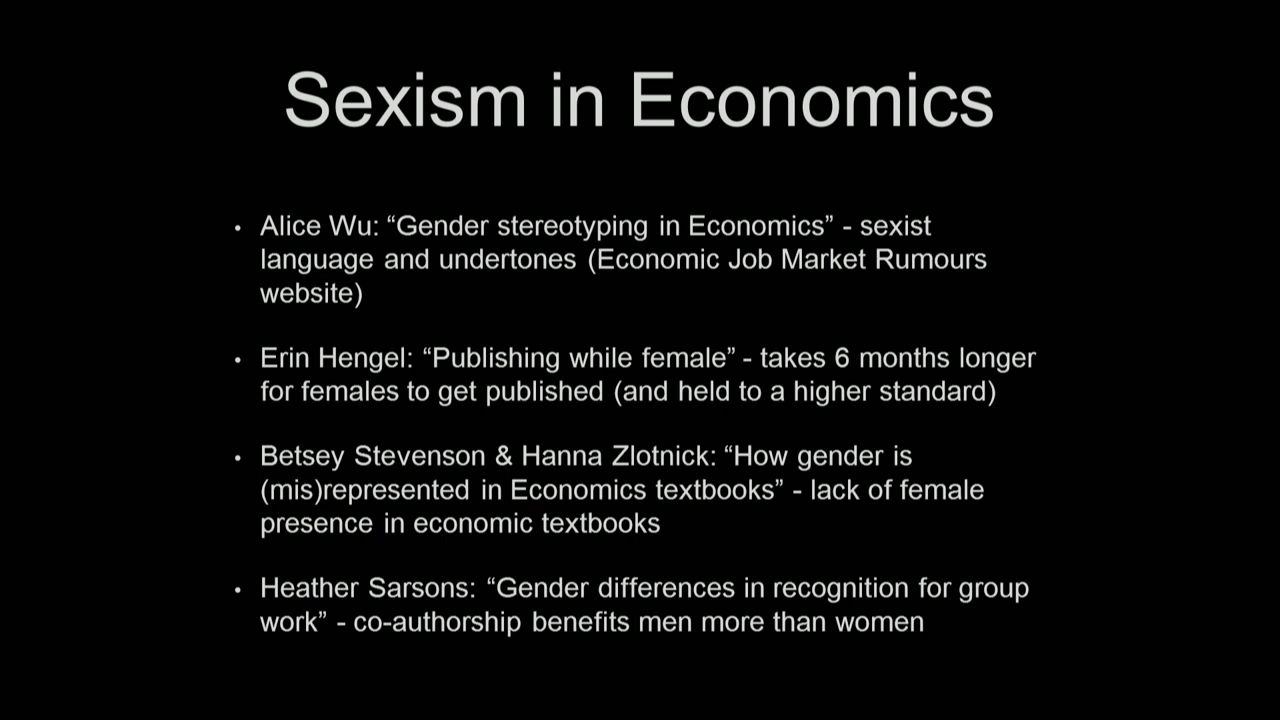 Sexism in Economics
• Alice Wu: “Gender stereotyping in Economics” - sexist
language and undertones (Economic Job Market Rumours
website)
• Erin Hengel: “Publishing while female” - takes 6 months longer
for females to get published (and held to a higher standard)
• Betsey Stevenson & Hanna Zlotnick: “How gender is
(mis)represented in Economics textbooks” - lack of female
presence in economic textbooks
• Heather Sarsons: “Gender differences in recognition for group
work” - co-authorship benefits men more than women